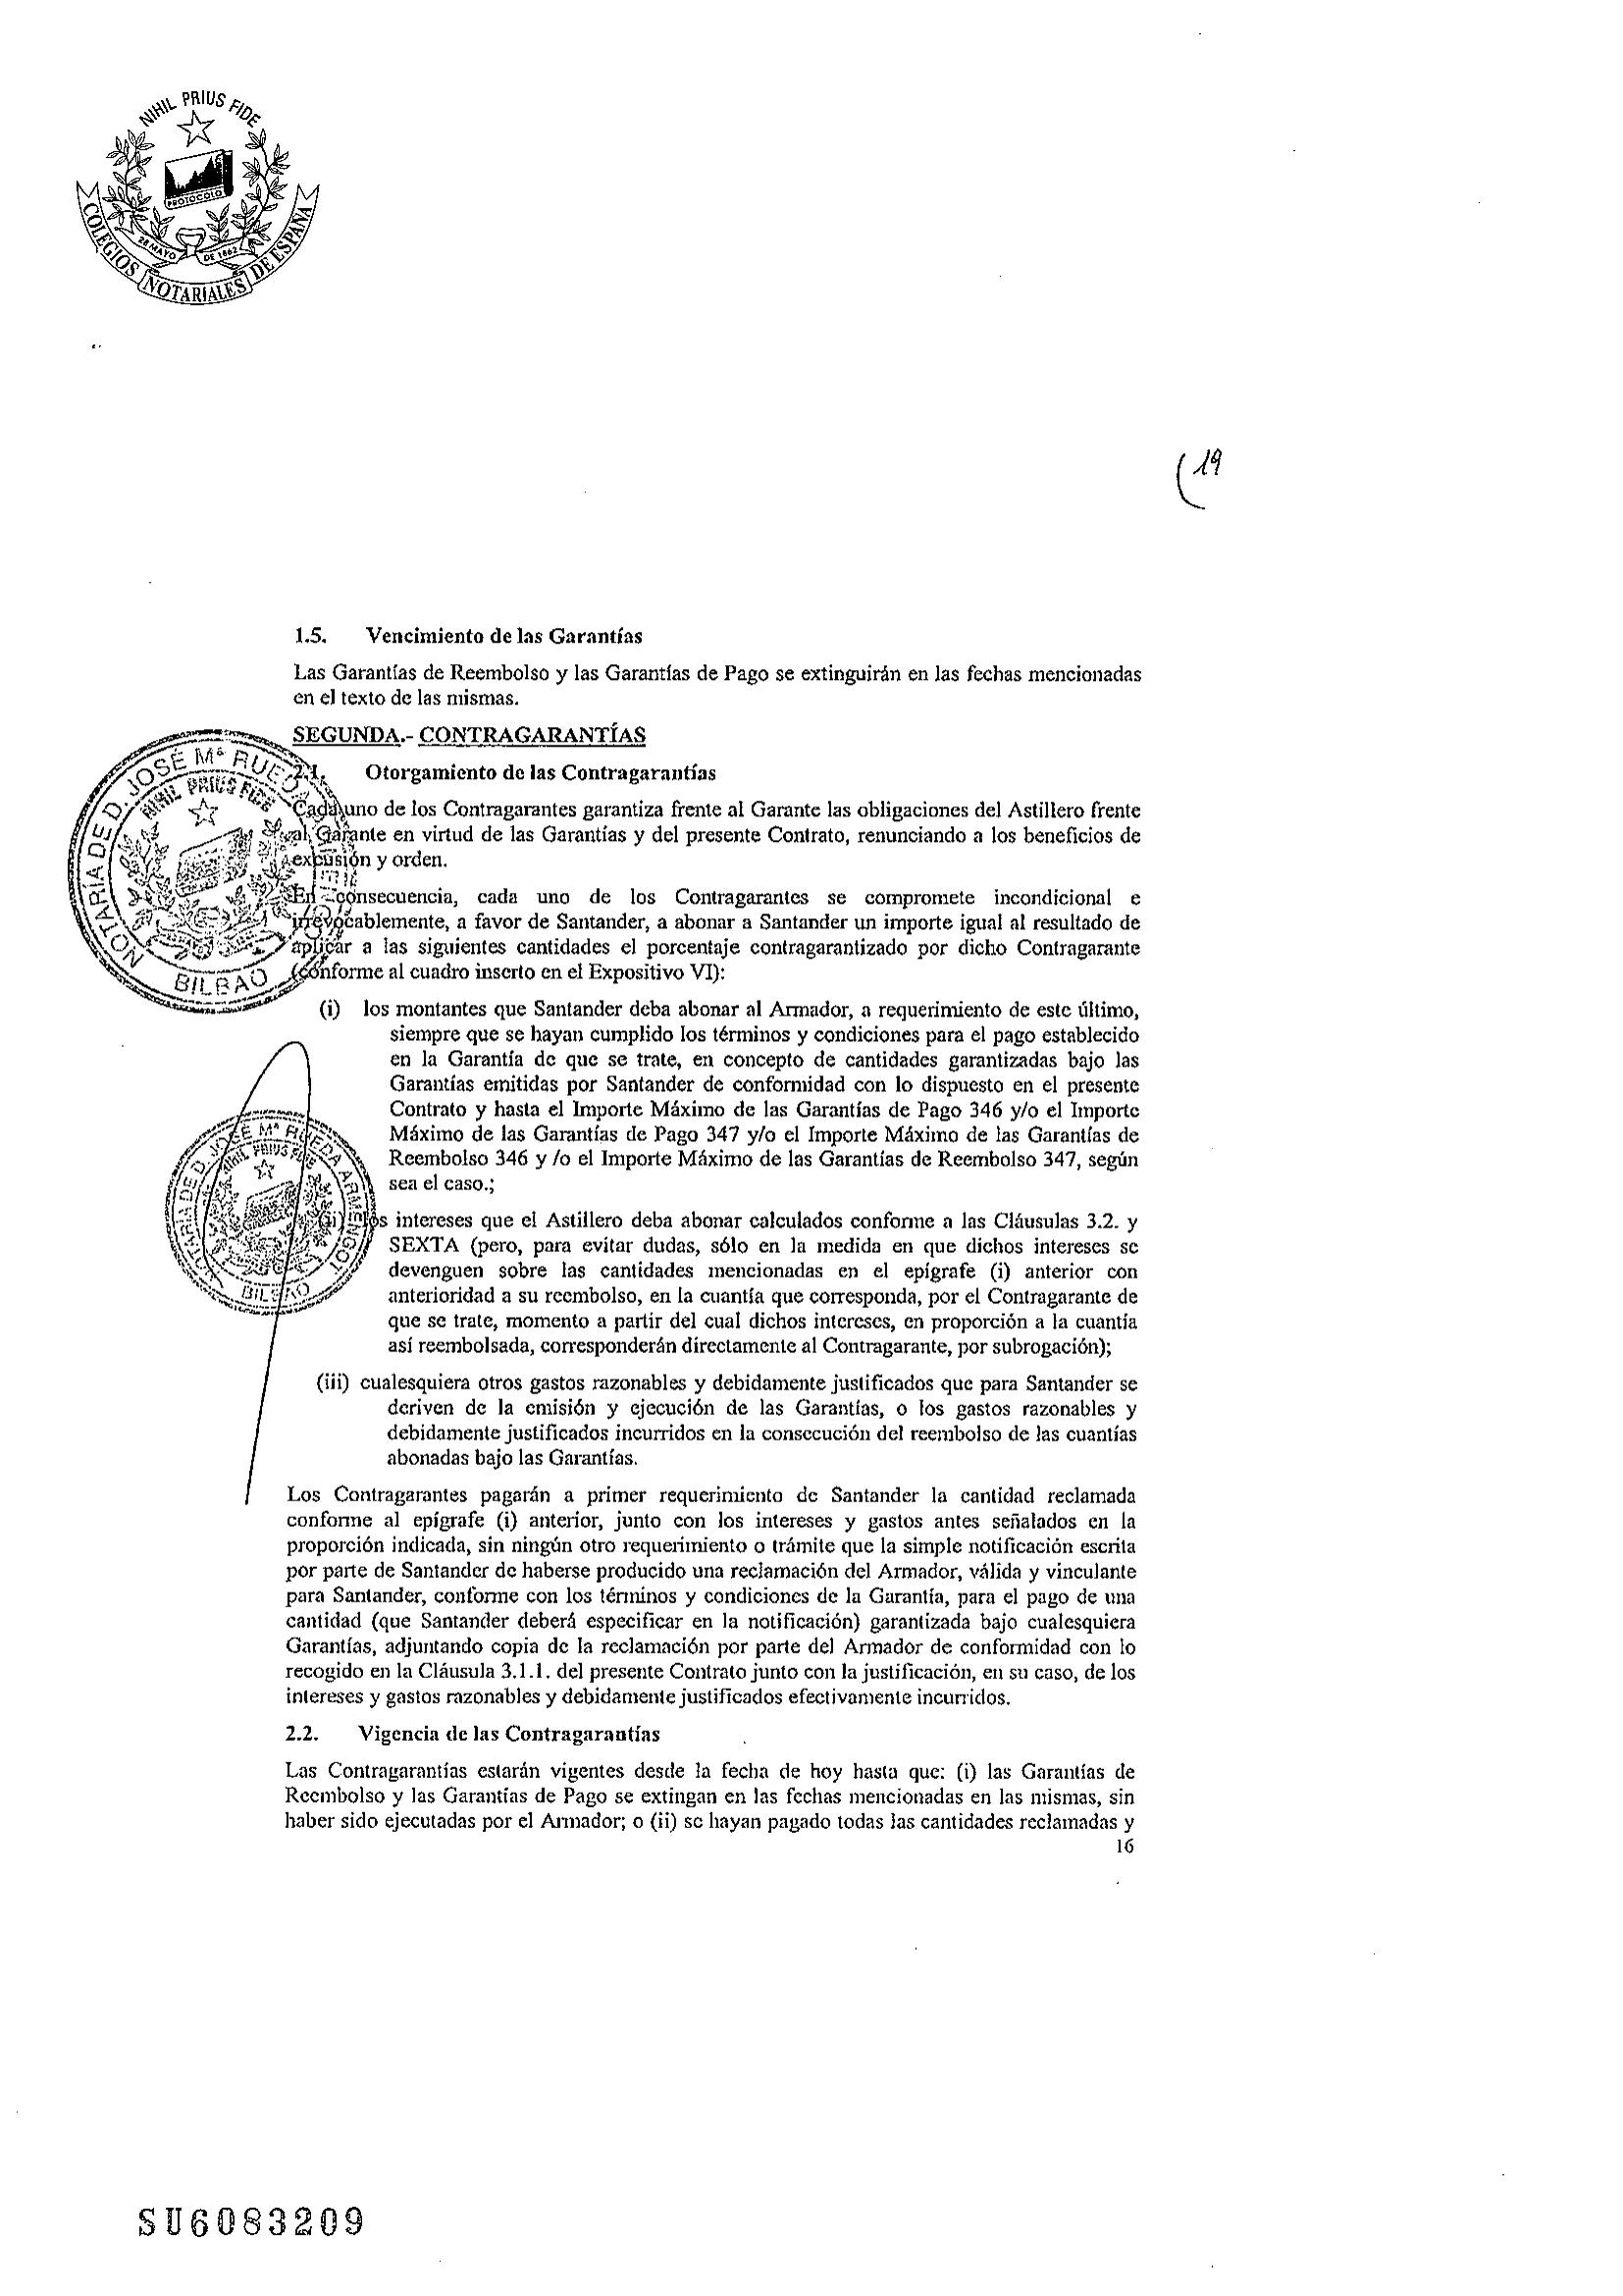 NIHIL PRIUS FIDE
PROTOCOLO
28 MAYO DE 1862
COLEGIOS NOTARIALES DE ESPAÑA
(19
1.5. Vencimiento de las Garantías
Las Garantías de Reembolso y las Garantías de Pago se extinguirán en las fechas mencionadas
en el texto de las mismas.
SEGUNDA.- CONTRAGARANTÍAS
2.1. Otorgamiento de las Contragarantías
Cada uno de los Contragarantes garantiza frente al Garante las obligaciones del Astillero frente
al Garante en virtud de las Garantías y del presente Contrato, renunciando a los beneficios de
excusión y orden.
En consecuencia, cada uno de los Contragarantes se compromete incondicional e
irrevocablemente, a favor de Santander, a abonar a Santander un importe igual al resultado de
aplicar a las siguientes cantidades el porcentaje contragarantizado por dicho Contragarante
(conforme al cuadro inserto en el Expositivo VI):
NOTARÍA DE D. JOSÉ Mª RUEDA
NIHIL PRIUS FIDE
BILBAO
(i) los montantes que Santander deba abonar al Armador, a requerimiento de este último,
siempre que se hayan cumplido los términos y condiciones para el pago establecido
en la Garantía de que se trate, en concepto de cantidades garantizadas bajo las
Garantías emitidas por Santander de conformidad con lo dispuesto en el presente
Contrato y hasta el Importe Máximo de las Garantías de Pago 346 y/o el Importe
Máximo de las Garantías de Pago 347 y/o el Importe Máximo de las Garantías de
Reembolso 346 y /o el Importe Máximo de las Garantías de Reembolso 347, según
sea el caso.;
NOTARÍA DE D. JOSÉ Mª RUEDA ARMENGOT
NIHIL PRIUS FIDE
BILBAO
(ii) los intereses que el Astillero deba abonar calculados conforme a las Cláusulas 3.2. y
SEXTA (pero, para evitar dudas, sólo en la medida en que dichos intereses se
devenguen sobre las cantidades mencionadas en el epígrafe (i) anterior con
anterioridad a su reembolso, en la cuantía que corresponda, por el Contragarante de
que se trate, momento a partir del cual dichos intereses, en proporción a la cuantía
así reembolsada, corresponderán directamente al Contragarante, por subrogación);
(iii) cualesquiera otros gastos razonables y debidamente justificados que para Santander se
deriven de la emisión y ejecución de las Garantías, o los gastos razonables y
debidamente justificados incurridos en la consecución del reembolso de las cuantías
abonadas bajo las Garantías.
Los Contragarantes pagarán a primer requerimiento de Santander la cantidad reclamada
conforme al epígrafe (i) anterior, junto con los intereses y gastos antes señalados en la
proporción indicada, sin ningún otro requerimiento o trámite que la simple notificación escrita
por parte de Santander de haberse producido una reclamación del Armador, válida y vinculante
para Santander, conforme con los términos y condiciones de la Garantía, para el pago de una
cantidad (que Santander deberá especificar en la notificación) garantizada bajo cualesquiera
Garantías, adjuntando copia de la reclamación por parte del Armador de conformidad con lo
recogido en la Cláusula 3.1.1. del presente Contrato junto con la justificación, en su caso, de los
intereses y gastos razonables y debidamente justificados efectivamente incurridos.
2.2. Vigencia de las Contragarantías
Las Contragarantías estarán vigentes desde la fecha de hoy hasta que: (i) las Garantías de
Reembolso y las Garantías de Pago se extingan en las fechas mencionadas en las mismas, sin
haber sido ejecutadas por el Armador; o (ii) se hayan pagado todas las cantidades reclamadas y
16
SU6083209